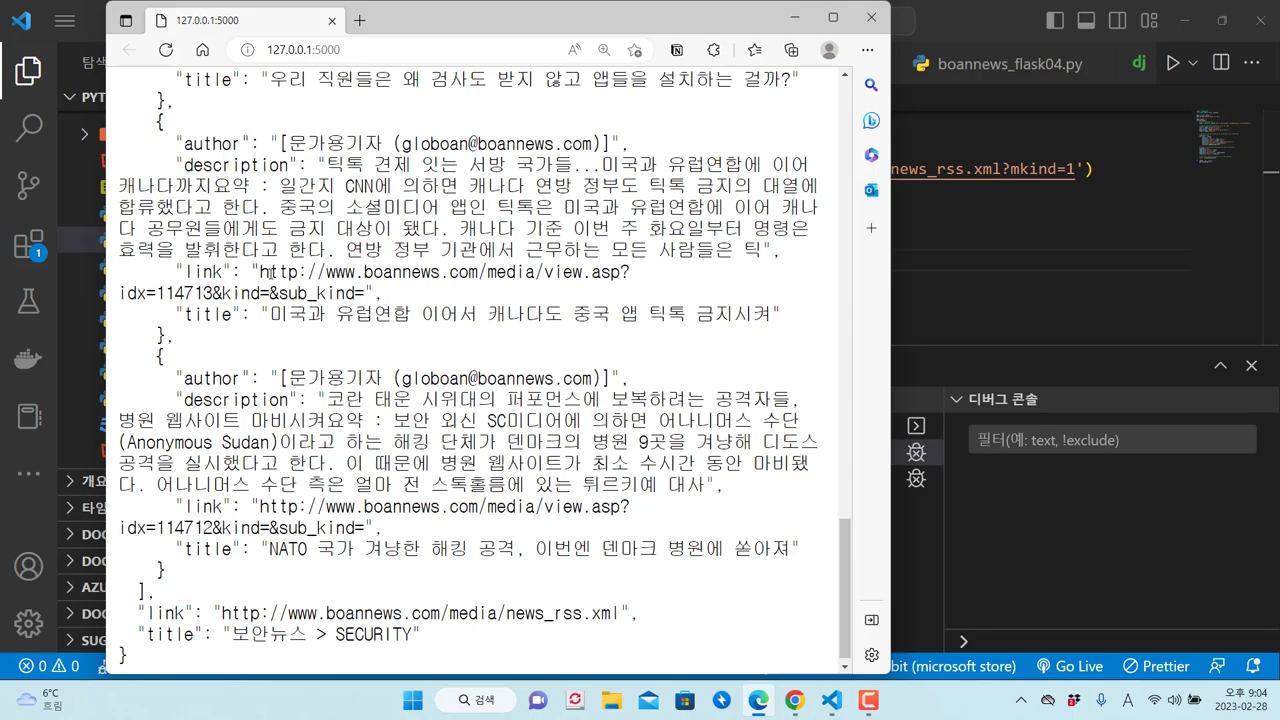 127.0.0.1:5000
127.0.0.1:5000
"title": "우리 직원들은 왜 검사도 받지 않고 앱들을 설치하는 걸까?"
},
{
"author": "[문가용기자 (globoan@boannews.com)]",
"description": "틱톡 견제 잇는 서방 국가들...미국과 유럽연합에 이어
캐나다까지요약 : 일간지 CNN에 의하면 캐나다 연방 정부도 틱톡 금지의 대열에
합류했다고 한다. 중국의 소셜미디어 앱인 틱톡은 미국과 유럽연합에 이어 캐나
다 공무원들에게도 금지 대상이 됐다. 캐나다 기준 이번 주 화요일부터 명령은
효력을 발휘한다고 한다. 연방 정부 기관에서 근무하는 모든 사람들은 틱",
"link": "http://www.boannews.com/media/view.asp?
idx=114713&kind=&sub_kind=",
"title": "미국과 유럽연합 이어서 캐나다도 중국 앱 틱톡 금지시켜"
},
{
"author": "[문가용기자 (globoan@boannews.com)]",
"description": "코란 태운 시위대의 퍼포먼스에 보복하려는 공격자들,
병원 웹사이트 마비시켜요약 : 보안 외신 SC미디어에 의하면 어나니머스 수단
(Anonymous Sudan)이라고 하는 해킹 단체가 덴마크의 병원 9곳을 겨냥해 디도스
공격을 실시했다고 한다. 이 때문에 병원 웹사이트가 최소 수시간 동안 마비됐
다. 어나니머스 수단 측은 얼마 전 스톡홀름에 있는 튀르키예 대사",
"link": "http://www.boannews.com/media/view.asp?
idx=114712&kind=&sub_kind=",
"title": "NATO 국가 겨냥한 해킹 공격, 이번엔 덴마크 병원에 쏟아져"
}
],
"link": "http://www.boannews.com/media/news_rss.xml",
"title": "보안뉴스 > SECURITY"
}
탐색
PYT
개요
타임
DOC
DOC
AZU
DOC
SUG
1
boannews_flask04.py
dj
news_rss.xml?mkind=1')
디버그 콘솔
필터(예: text, !exclude)
0 0
bit (microsoft store)
Go Live
Prettier
6°C
흐림
검색
A
오후 9:04
2023-02-28